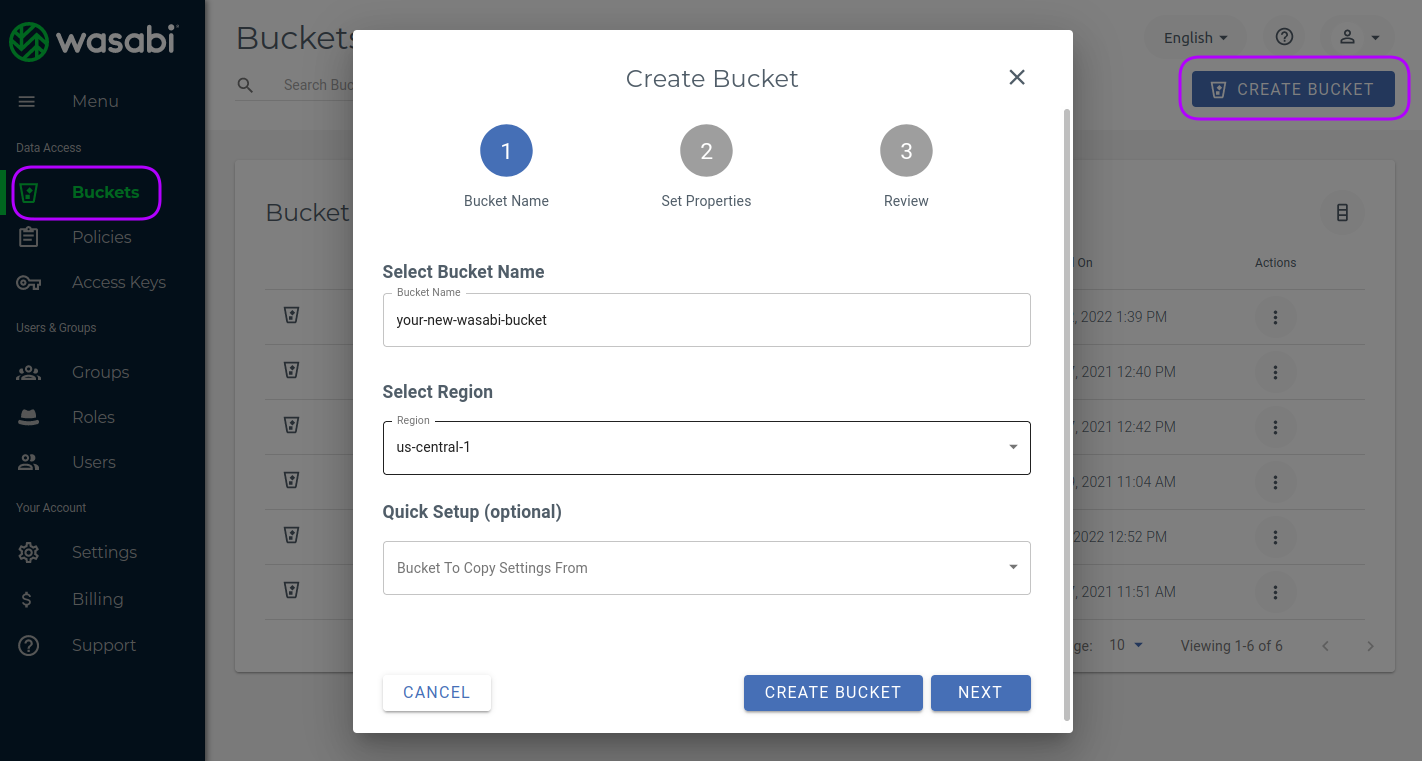 wasabi
Menu
Data Access
Buckets
Policies
Access Keys
Users & Groups
Groups
Roles
Users
Your Account
Settings
Billing
Support
Buckets
English
Search
CREATE BUCKET
Bucket
On
Actions
2022 1:39 PM
2021 12:40 PM
2021 12:42 PM
2021 11:04 AM
2022 12:52 PM
2021 11:51 AM
10
Viewing 1-6 of 6
Create Bucket
1
2
3
Bucket Name
Set Properties
Review
Select Bucket Name
Bucket Name
your-new-wasabi-bucket
Select Region
Region
us-central-1
Quick Setup (optional)
Bucket To Copy Settings From
CANCEL
CREATE BUCKET
NEXT